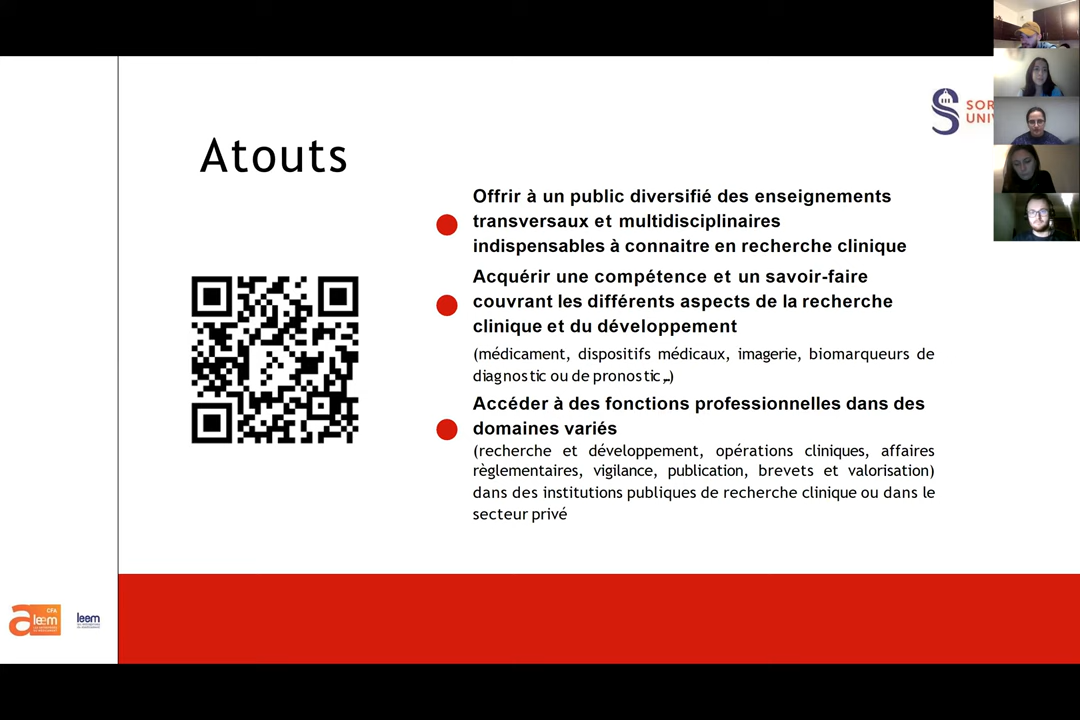 Atouts
Offrir à un public diversifié des enseignements
transversaux et multidisciplinaires
indispensables à connaitre en recherche clinique
Acquérir une compétence et un savoir-faire
couvrant les différents aspects de la recherche
clinique et du développement
(médicament, dispositifs médicaux, imagerie, biomarqueurs de
diagnostic ou de pronostic,..)
Accéder à des fonctions professionnelles dans des
domaines variés
(recherche et développement, opérations cliniques, affaires
règlementaires, vigilance, publication, brevets et valorisation)
dans des institutions publiques de recherche clinique ou dans le
secteur privé
SOR
UNIV
CFA
leem
leem